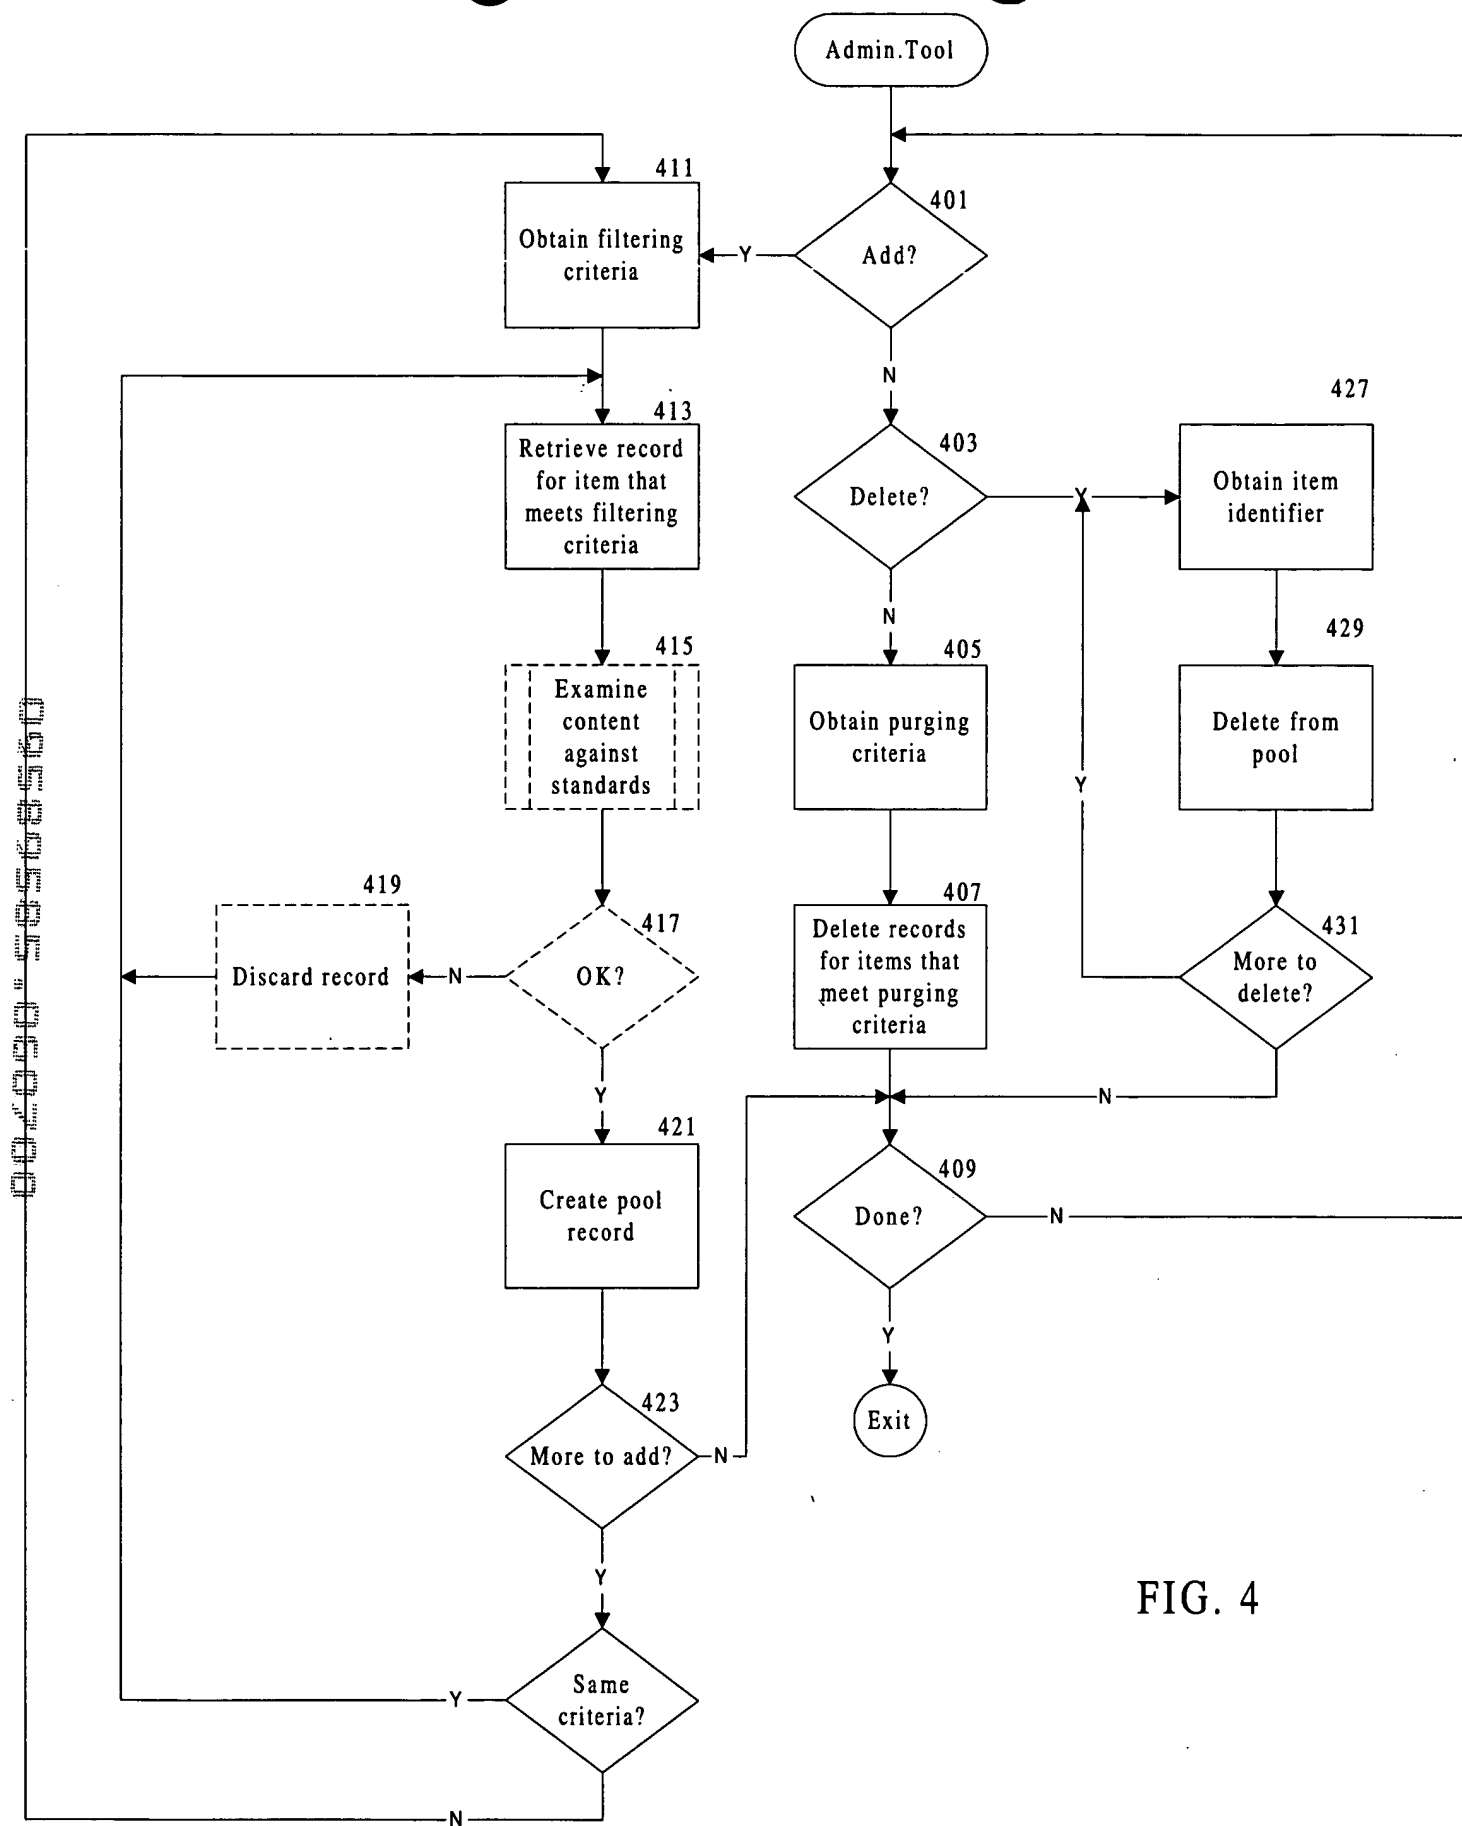 Admin.Tool
411
401
Obtain filtering
criteria
Y
Add?
N
427
413
403
Retrieve record
for item that
meets filtering
criteria
Delete?
Y
Obtain item
identifier
N
429
415
405
Examine
content
against
standards
Obtain purging
criteria
Delete from
pool
Y
419
417
407
431
Discard record
N
OK?
Delete records
for items that
meet purging
criteria
More to
delete?
Y
N
421
409
Create pool
record
Done?
N
Y
423
More to add?
N
Exit
Y
FIG. 4
Same
criteria?
Y
N